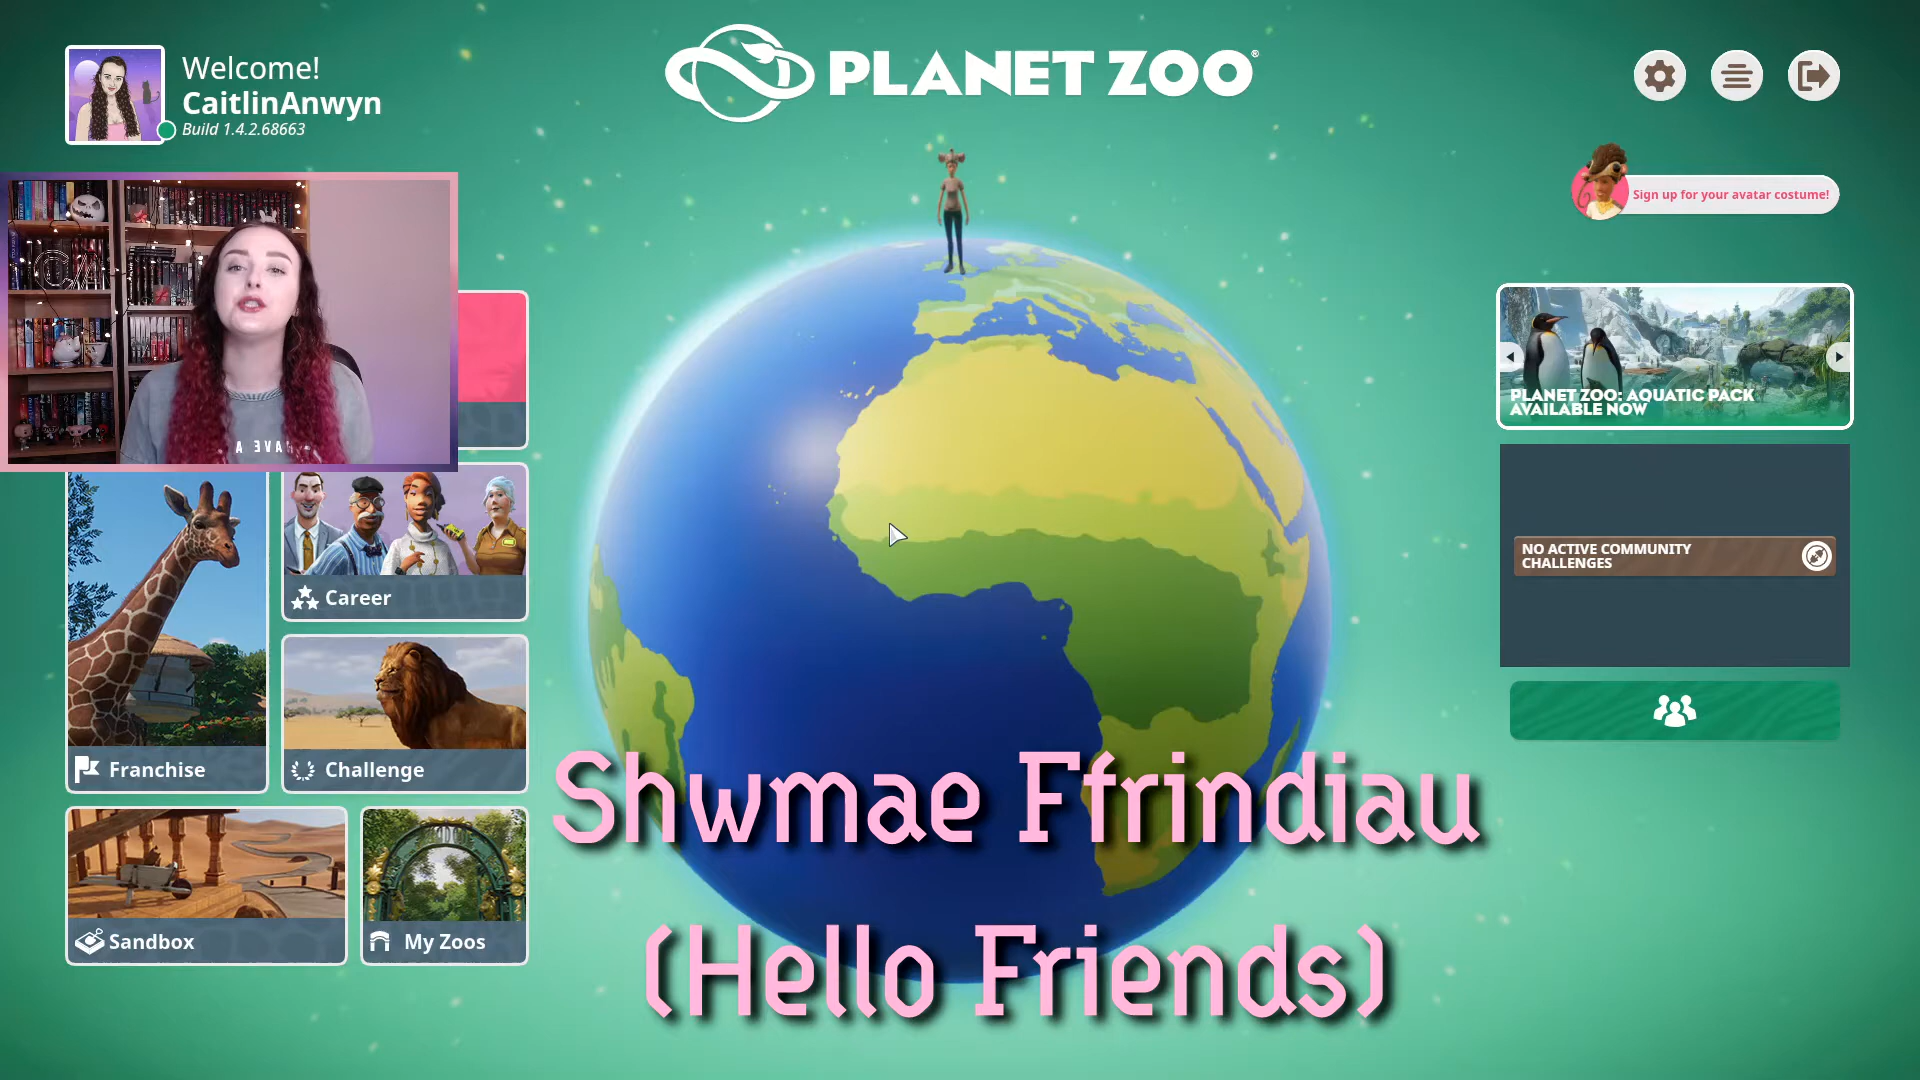 Welcome!
CaitlinAnwyn
Build 1.4.2.68663
PLANET ZOO®
Sign up for your avatar costume!
CA
PLANET ZOO: AQUATIC PACK
AVAILABLE NOW
NO ACTIVE COMMUNITY
CHALLENGES
Career
Franchise
Challenge
Sandbox
My Zoos
Shwmae Ffrindiau
(Hello Friends)